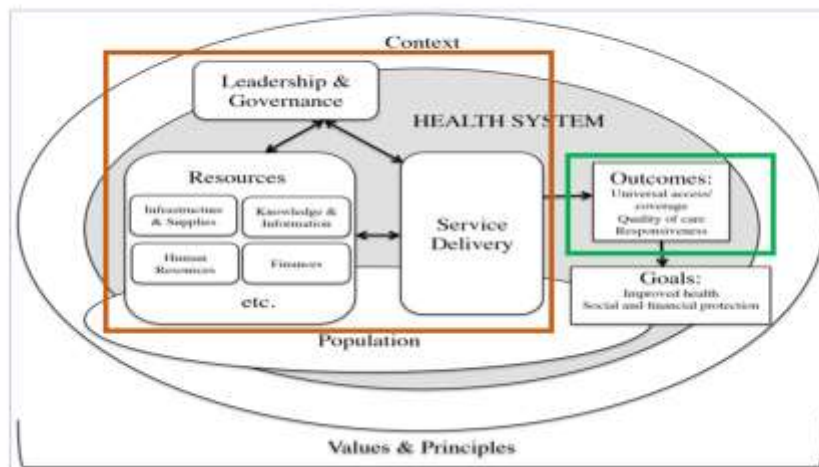 Context
Leadership &
Governance
HEALTH SYSTEM
Resources
Infrastructure
& Supplies
Knowledge &
Information
Human
Resources
Finances
etc.
Service
Delivery
Outcomes:
Universal access/
coverage
Quality of care
Responsiveness
Goals:
Improved health
Social and financial protection
Population
Values & Principles